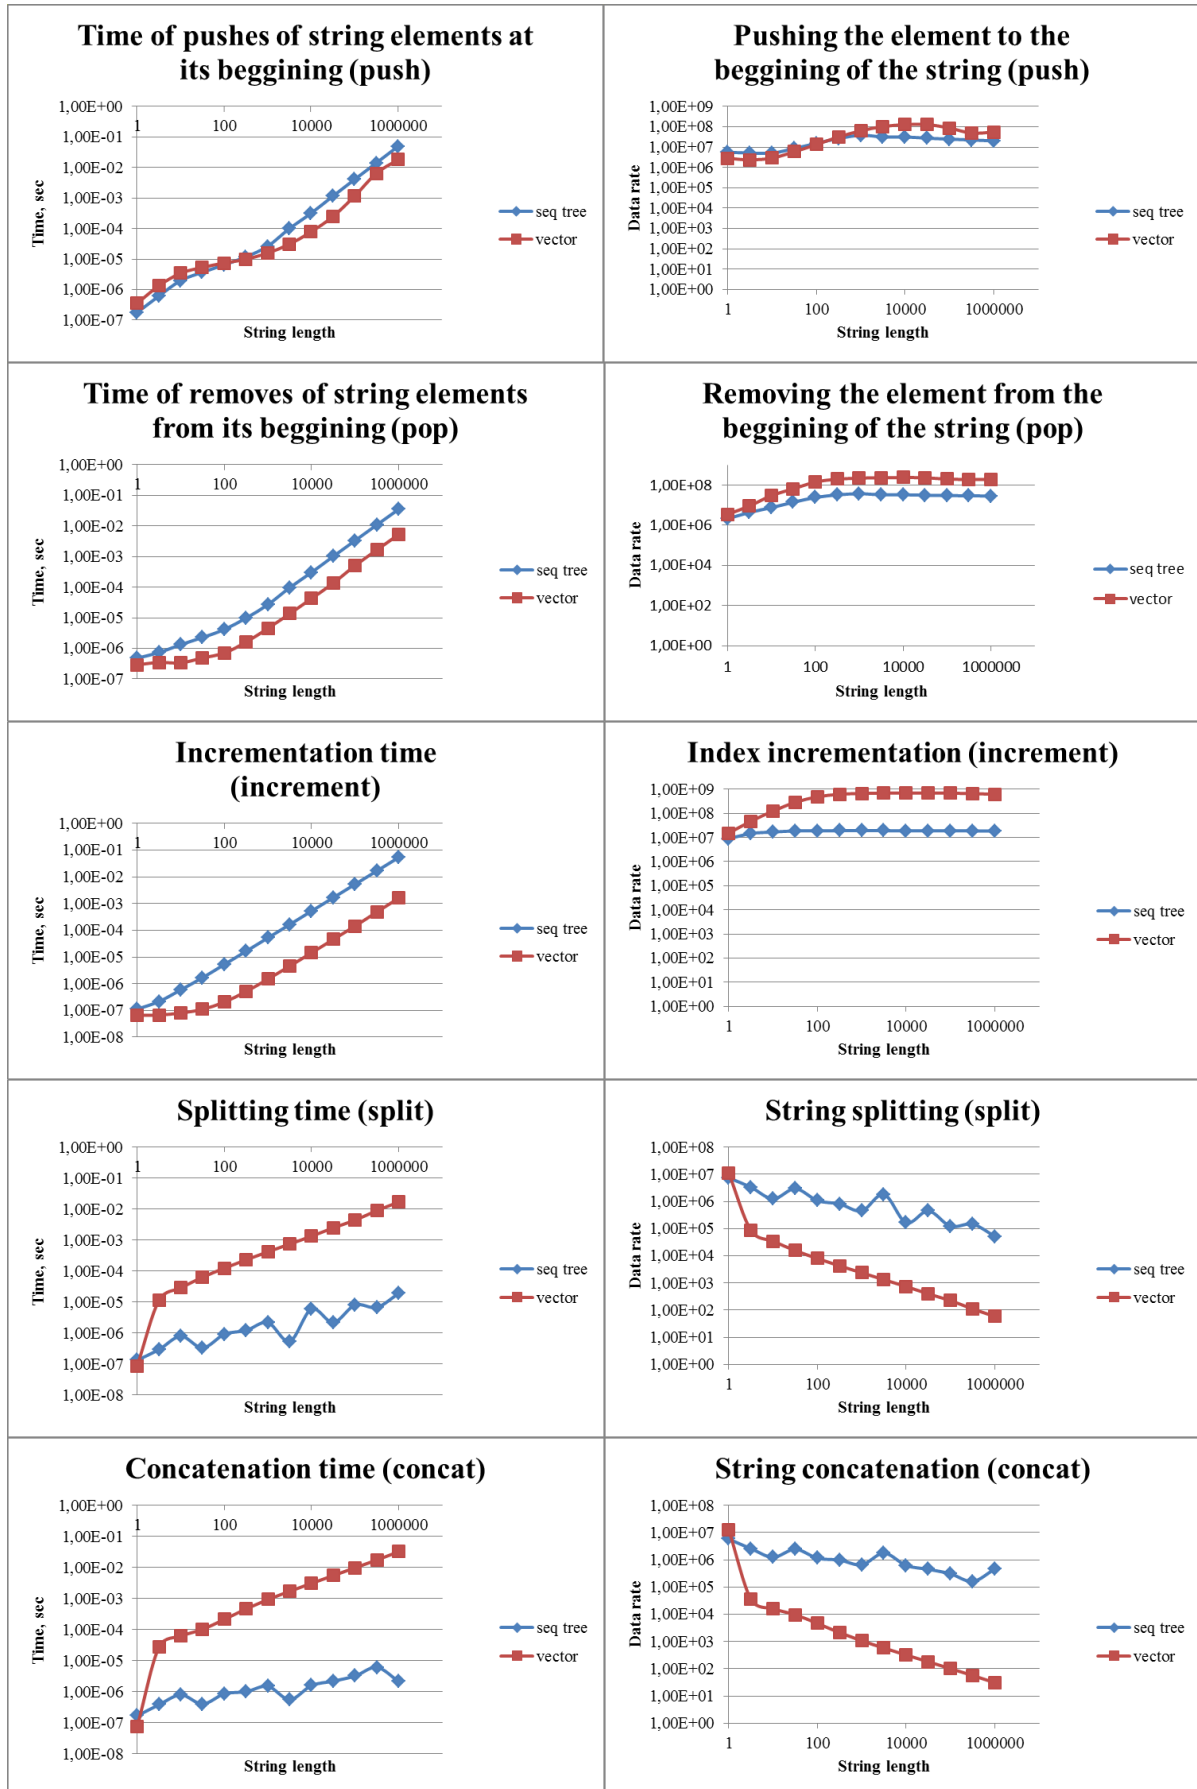 Time of pushes of string elements at
its beggining (push)
1,00E+00
1,00E-01
1,00E-02
1,00E-03
1,00E-04
1,00E-05
1,00E-06
1,00E-07
1
100
10000
1000000
Time, sec
String length
seq tree
vector
Pushing the element to the
beggining of the string (push)
1,00E+09
1,00E+08
1,00E+07
1,00E+06
1,00E+05
1,00E+04
1,00E+03
1,00E+02
1,00E+01
1,00E+00
1
100
10000
1000000
Data rate
String length
seq tree
vector
Time of removes of string elements
from its beggining (pop)
1,00E+00
1,00E-01
1,00E-02
1,00E-03
1,00E-04
1,00E-05
1,00E-06
1,00E-07
1
100
10000
1000000
Time, sec
String length
seq tree
vector
Removing the element from the
beggining of the string (pop)
1,00E+08
1,00E+06
1,00E+04
1,00E+02
1,00E+00
1
100
10000
1000000
Data rate
String length
seq tree
vector
Incrementation time
(increment)
1,00E+00
1,00E-01
1,00E-02
1,00E-03
1,00E-04
1,00E-05
1,00E-06
1,00E-07
1,00E-08
1
100
10000
1000000
Time, sec
String length
seq tree
vector
Index incrementation (increment)
1,00E+09
1,00E+08
1,00E+07
1,00E+06
1,00E+05
1,00E+04
1,00E+03
1,00E+02
1,00E+01
1,00E+00
1
100
10000
1000000
Data rate
String length
seq tree
vector
Splitting time (split)
1,00E+00
1,00E-01
1,00E-02
1,00E-03
1,00E-04
1,00E-05
1,00E-06
1,00E-07
1,00E-08
1
100
10000
1000000
Time, sec
String length
seq tree
vector
String splitting (split)
1,00E+08
1,00E+07
1,00E+06
1,00E+05
1,00E+04
1,00E+03
1,00E+02
1,00E+01
1,00E+00
1
100
10000
1000000
Data rate
String length
seq tree
vector
Concatenation time (concat)
1,00E+00
1,00E-01
1,00E-02
1,00E-03
1,00E-04
1,00E-05
1,00E-06
1,00E-07
1,00E-08
1
100
10000
1000000
Time, sec
String length
seq tree
vector
String concatenation (concat)
1,00E+08
1,00E+07
1,00E+06
1,00E+05
1,00E+04
1,00E+03
1,00E+02
1,00E+01
1,00E+00
1
100
10000
1000000
Data rate
String length
seq tree
vector